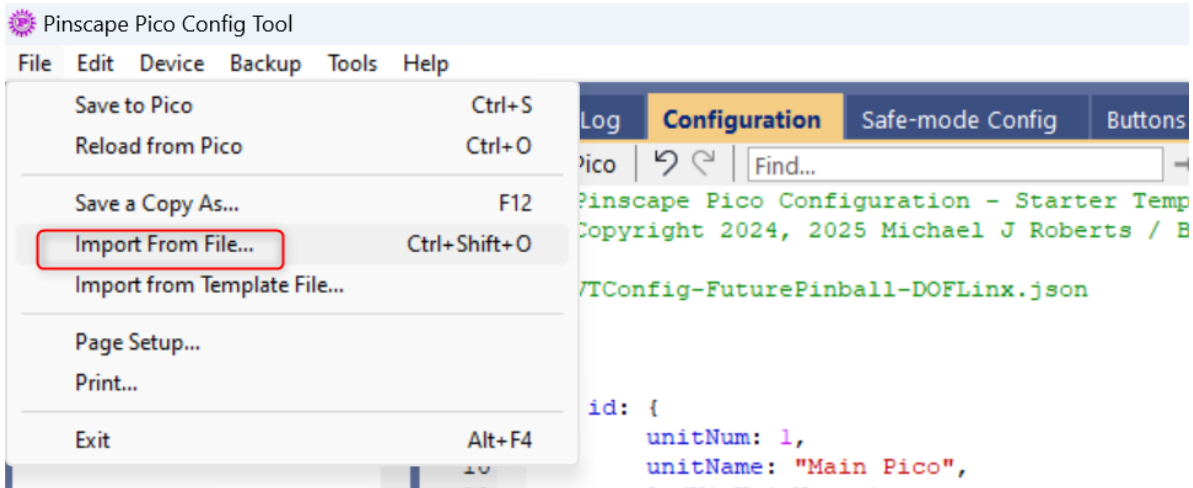 Pinscape Pico Config Tool
File Edit Device Backup Tools Help
Save to Pico Ctrl+S
Reload from Pico Ctrl+O
Save a Copy As... F12
Import From File... Ctrl+Shift+O
Import from Template File...
Page Setup...
Print...
Exit Alt+F4
Log Configuration Safe-mode Config Buttons
Pico Find...
Pinscape Pico Configuration - Starter Temp
Copyright 2024, 2025 Michael J Roberts / B
VTConfig-FuturePinball-DOFLinx.json
id: {
unitNum: 1,
unitName: "Main Pico",